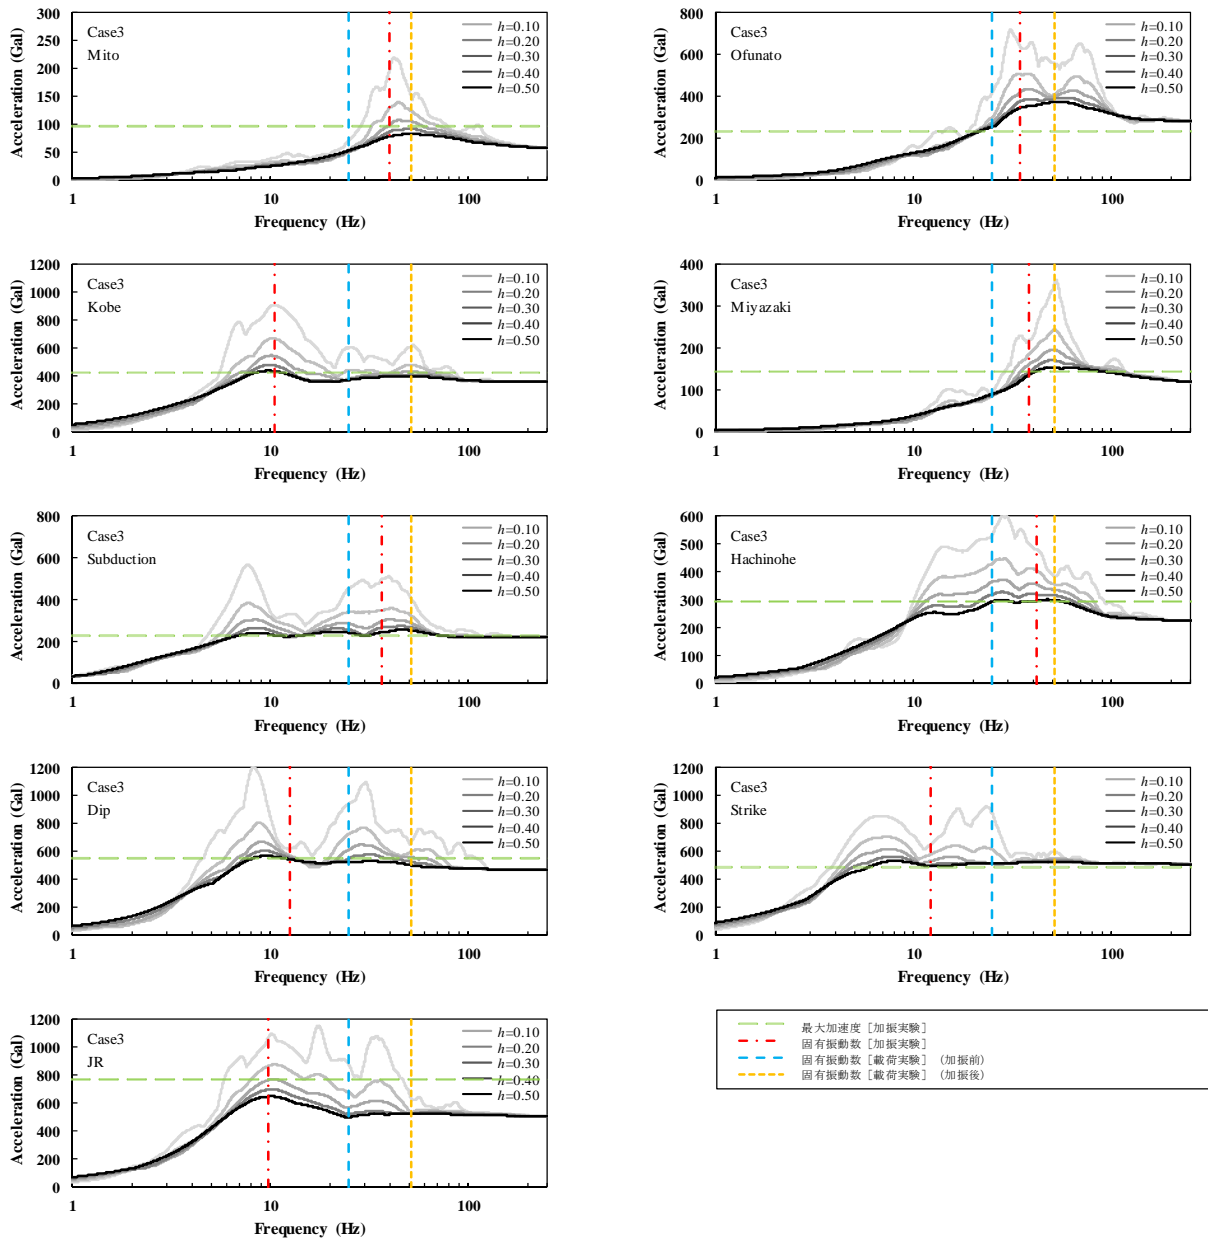 Acceleration (Gal)
300
250
200
150
100
50
0
Case3
Mito
h=0.10
h=0.20
h=0.30
h=0.40
h=0.50
1
10
100
Frequency (Hz)
Acceleration (Gal)
800
600
400
200
0
Case3
Ofunato
h=0.10
h=0.20
h=0.30
h=0.40
h=0.50
1
10
100
Frequency (Hz)
Acceleration (Gal)
1200
1000
800
600
400
200
0
Case3
Kobe
h=0.10
h=0.20
h=0.30
h=0.40
h=0.50
1
10
100
Frequency (Hz)
Acceleration (Gal)
400
300
200
100
0
Case3
Miyazaki
h=0.10
h=0.20
h=0.30
h=0.40
h=0.50
1
10
100
Frequency (Hz)
Acceleration (Gal)
800
600
400
200
0
Case3
Subduction
h=0.10
h=0.20
h=0.30
h=0.40
h=0.50
1
10
100
Frequency (Hz)
Acceleration (Gal)
600
500
400
300
200
100
0
Case3
Hachinohe
h=0.10
h=0.20
h=0.30
h=0.40
h=0.50
1
10
100
Frequency (Hz)
Acceleration (Gal)
1200
1000
800
600
400
200
0
Case3
Dip
h=0.10
h=0.20
h=0.30
h=0.40
h=0.50
1
10
100
Frequency (Hz)
Acceleration (Gal)
1200
1000
800
600
400
200
0
Case3
Strike
h=0.10
h=0.20
h=0.30
h=0.40
h=0.50
1
10
100
Frequency (Hz)
Acceleration (Gal)
1200
1000
800
600
400
200
0
Case3
JR
h=0.10
h=0.20
h=0.30
h=0.40
h=0.50
1
10
100
Frequency (Hz)
最大加速度［加振実験］
固有振動数［加振実験］
固有振動数［載荷実験］（加振前）
固有振動数［載荷実験］（加振後）